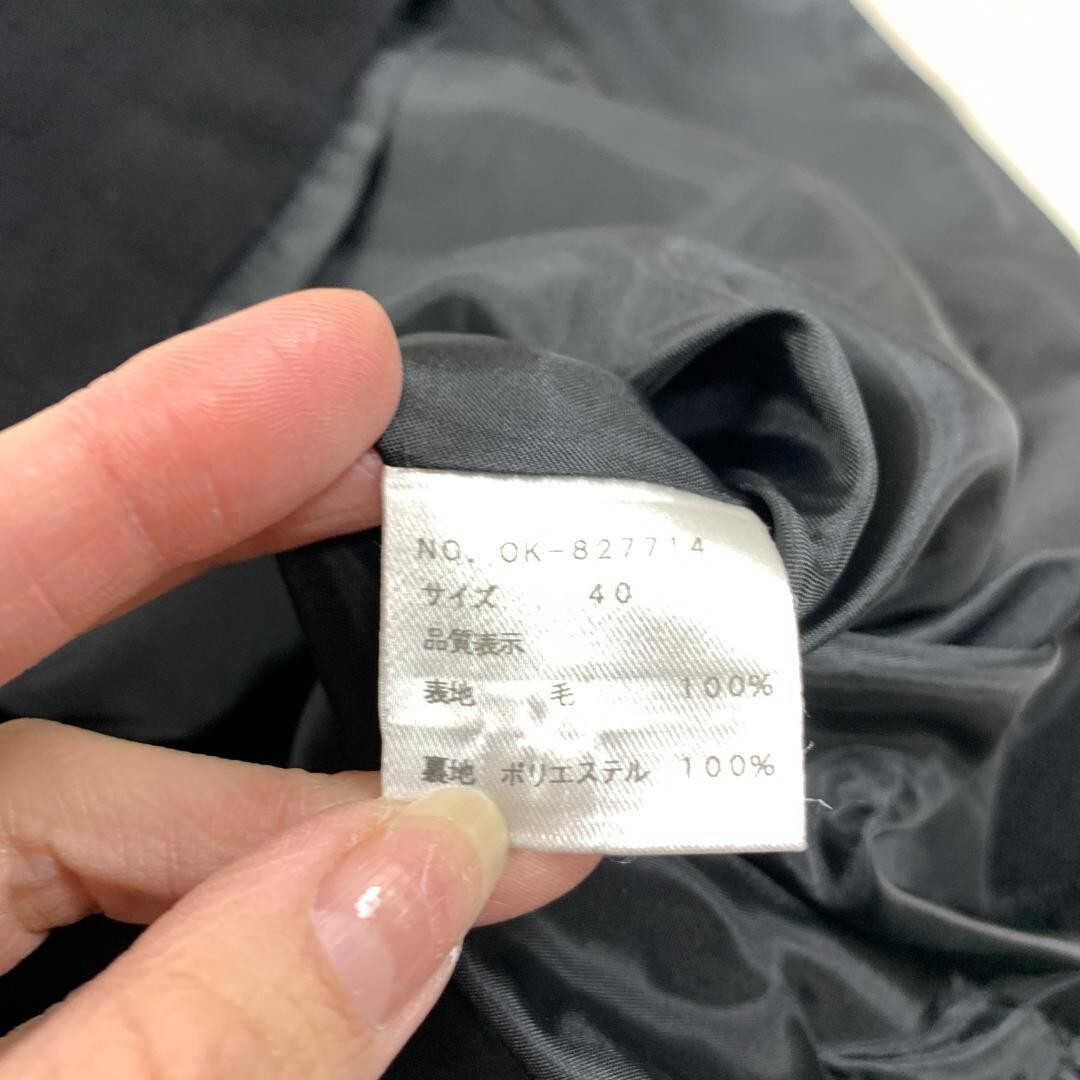 NO. OK-827714
サイズ 40
品質表示
表地 毛 100%
裏地 ポリエステル 100%